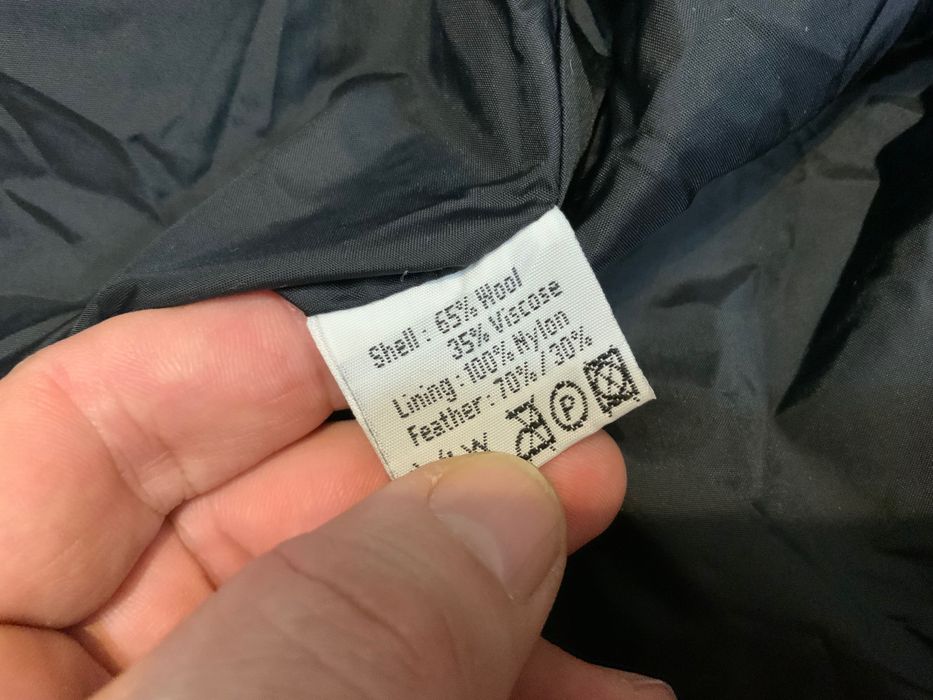 Shell : 65% Wool
35% Viscose
Lining : 100% Nylon
Feather : 70% / 30%
P